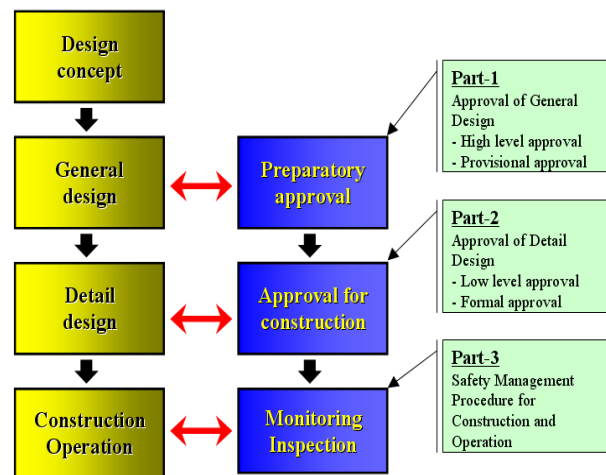 Design
concept
Part-1
Approval of General
Design
- High level approval
- Provisional approval
General
design
Preparatory
approval
Part-2
Approval of Detail
Design
- Low level approval
- Formal approval
Detail
design
Approval for
construction
Part-3
Safety Management
Procedure for
Construction and
Operation
Construction
Operation
Monitoring
Inspection